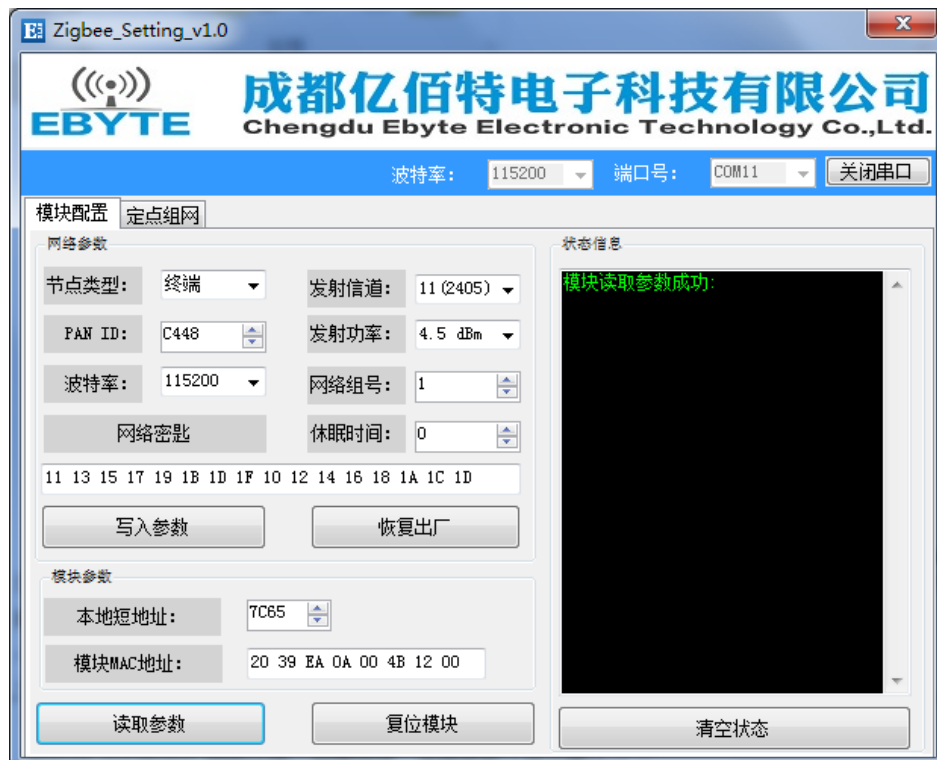 Zigbee_Setting_v1.0
EBYTE
成都亿佰特电子科技有限公司
Chengdu Ebyte Electronic Technology Co.,Ltd.
波特率: 115200 端口号: COM11 关闭串口
模块配置 定点组网
网络参数
节点类型: 终端 发射信道: 11(2405)
PAN ID: C448 发射功率: 4.5 dBm
波特率: 115200 网络组号: 1
网络密匙 休眠时间: 0
11 13 15 17 19 1B 1D 1F 10 12 14 16 18 1A 1C 1D
写入参数 恢复出厂
模块参数
本地短地址: 7C65
模块MAC地址: 20 39 EA 0A 00 4B 12 00
读取参数 复位模块
状态信息
模块读取参数成功:
清空状态